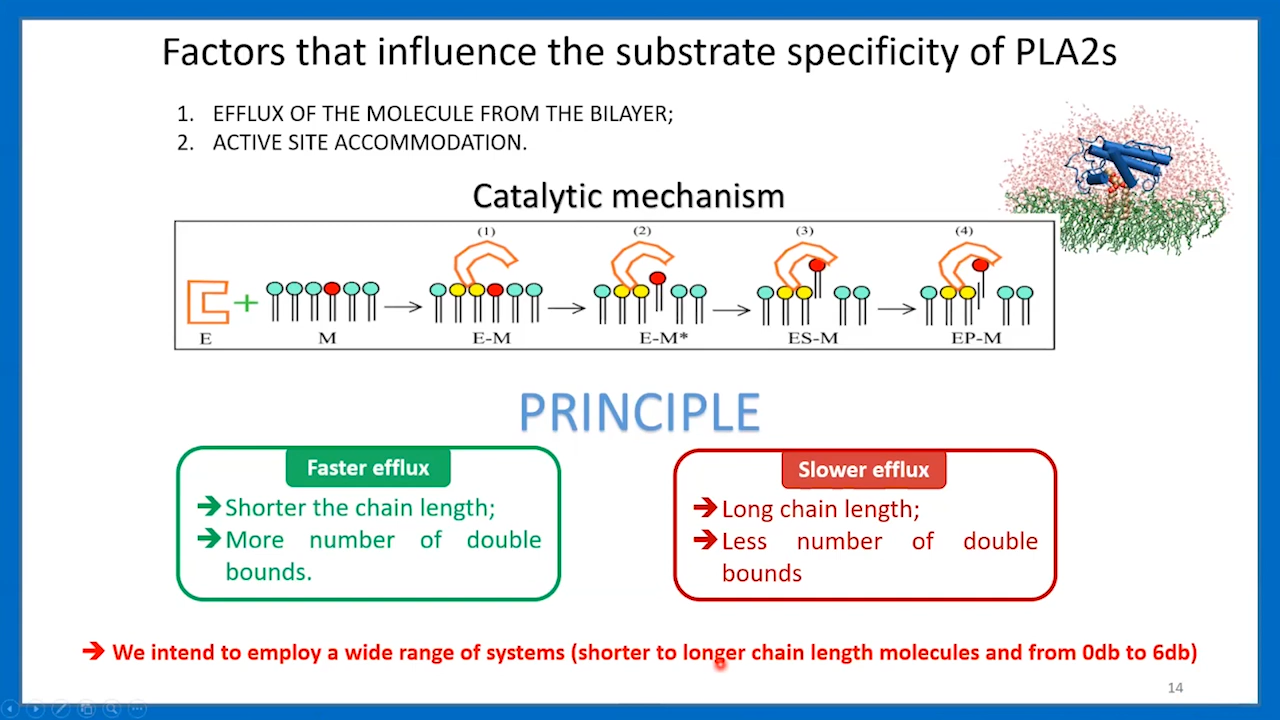 Factors that influence the substrate specificity of PLA2s
1. EFFLUX OF THE MOLECULE FROM THE BILAYER;
2. ACTIVE SITE ACCOMMODATION.
Catalytic mechanism
(1) (2) (3) (4)
E + M E-M E-M* ES-M EP-M
PRINCIPLE
Faster efflux
➔ Shorter the chain length;
➔ More number of double
bounds.
Slower efflux
➔ Long chain length;
➔ Less number of double
bounds
➔ We intend to employ a wide range of systems (shorter to longer chain length molecules and from 0db to 6db)
14